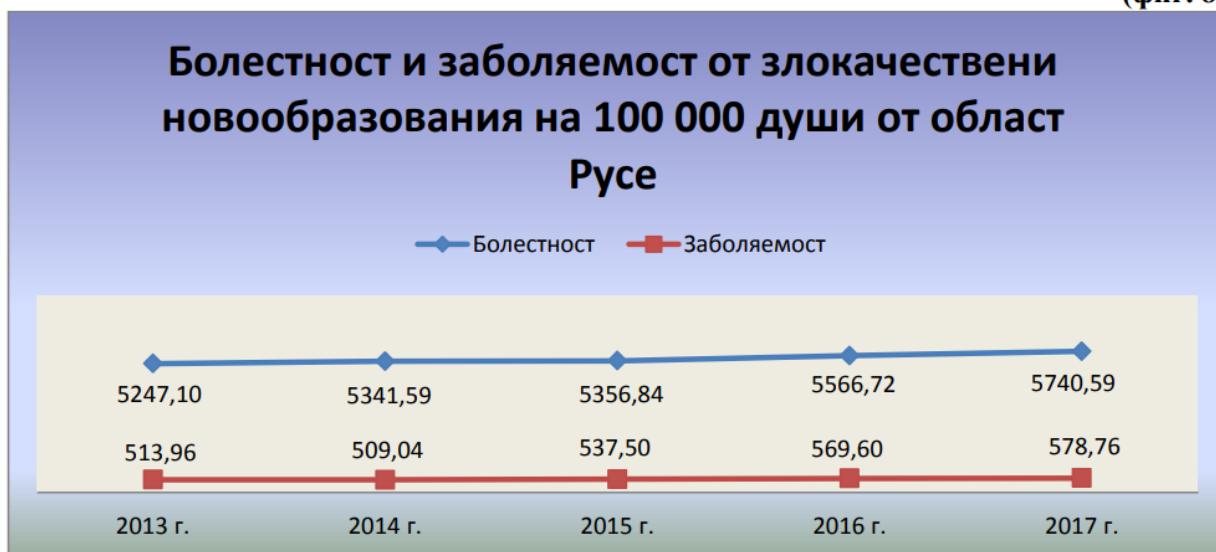 Болестност и заболяемост от злокачествени
новообразования на 100 000 души от област
Русе
Болестност Заболяемост
5247,10 5341,59 5356,84 5566,72 5740,59
513,96 509,04 537,50 569,60 578,76
2013 г. 2014 г. 2015 г. 2016 г. 2017 г.